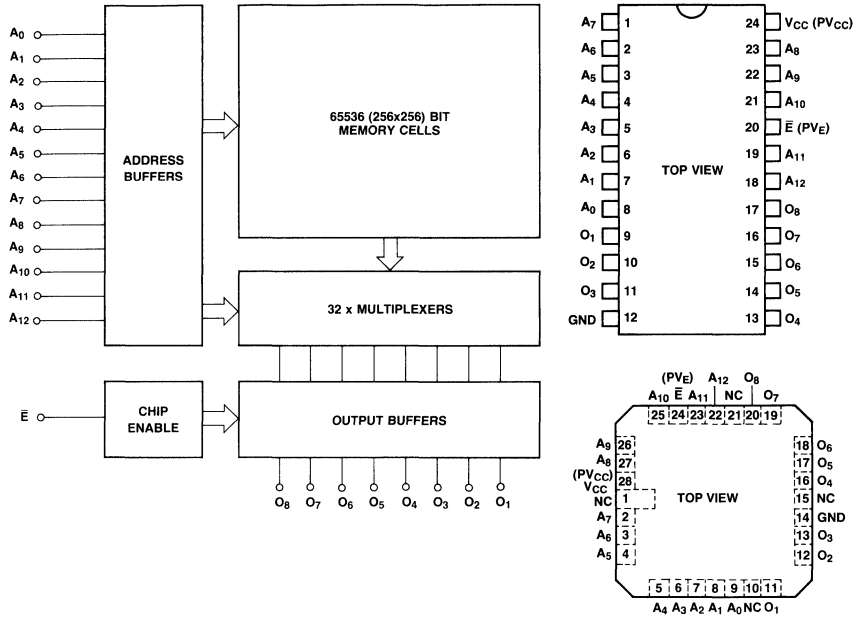 A0
A1
A2
A3
A4
A5
A6
A7
A8
A9
A10
A11
A12
ADDRESS
BUFFERS
65536 (256x256) BIT
MEMORY CELLS
32 x MULTIPLEXERS
E̅
CHIP
ENABLE
OUTPUT BUFFERS
O8 O7 O6 O5 O4 O3 O2 O1
A7 1 24 VCC (PVCC)
A6 2 23 A8
A5 3 22 A9
A4 4 21 A10
A3 5 20 E̅ (PVE)
A2 6 19 A11
TOP VIEW
A1 7 18 A12
A0 8 17 O8
O1 9 16 O7
O2 10 15 O6
O3 11 14 O5
GND 12 13 O4
(PVE) A12 O8
A10 E̅ A11 NC O7
25 24 23 22 21 20 19
A9 26 18 O6
A8 27 17 O5
(PVCC)
VCC 28 16 O4
NC 1 TOP VIEW 15 NC
A7 2 14 GND
A6 3 13 O3
A5 4 12 O2
5 6 7 8 9 10 11
A4 A3 A2 A1 A0 NC O1